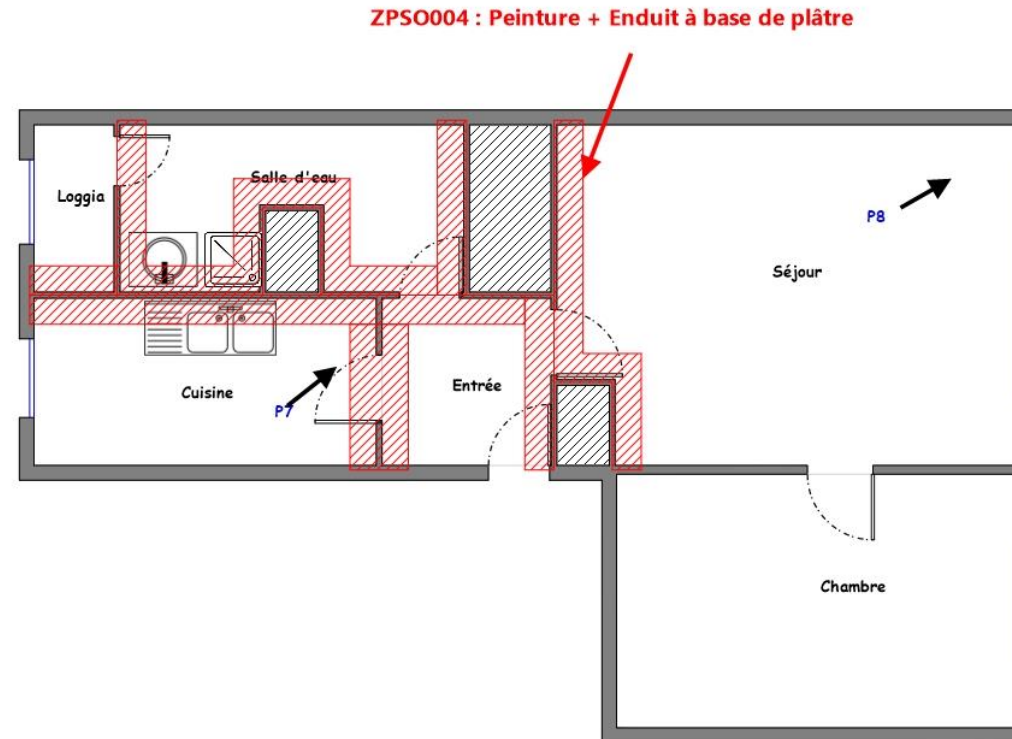 ZPSO004 : Peinture + Enduit à base de plâtre
Loggia
Salle d'eau
P8
Séjour
Cuisine
P7
Entrée
Chambre